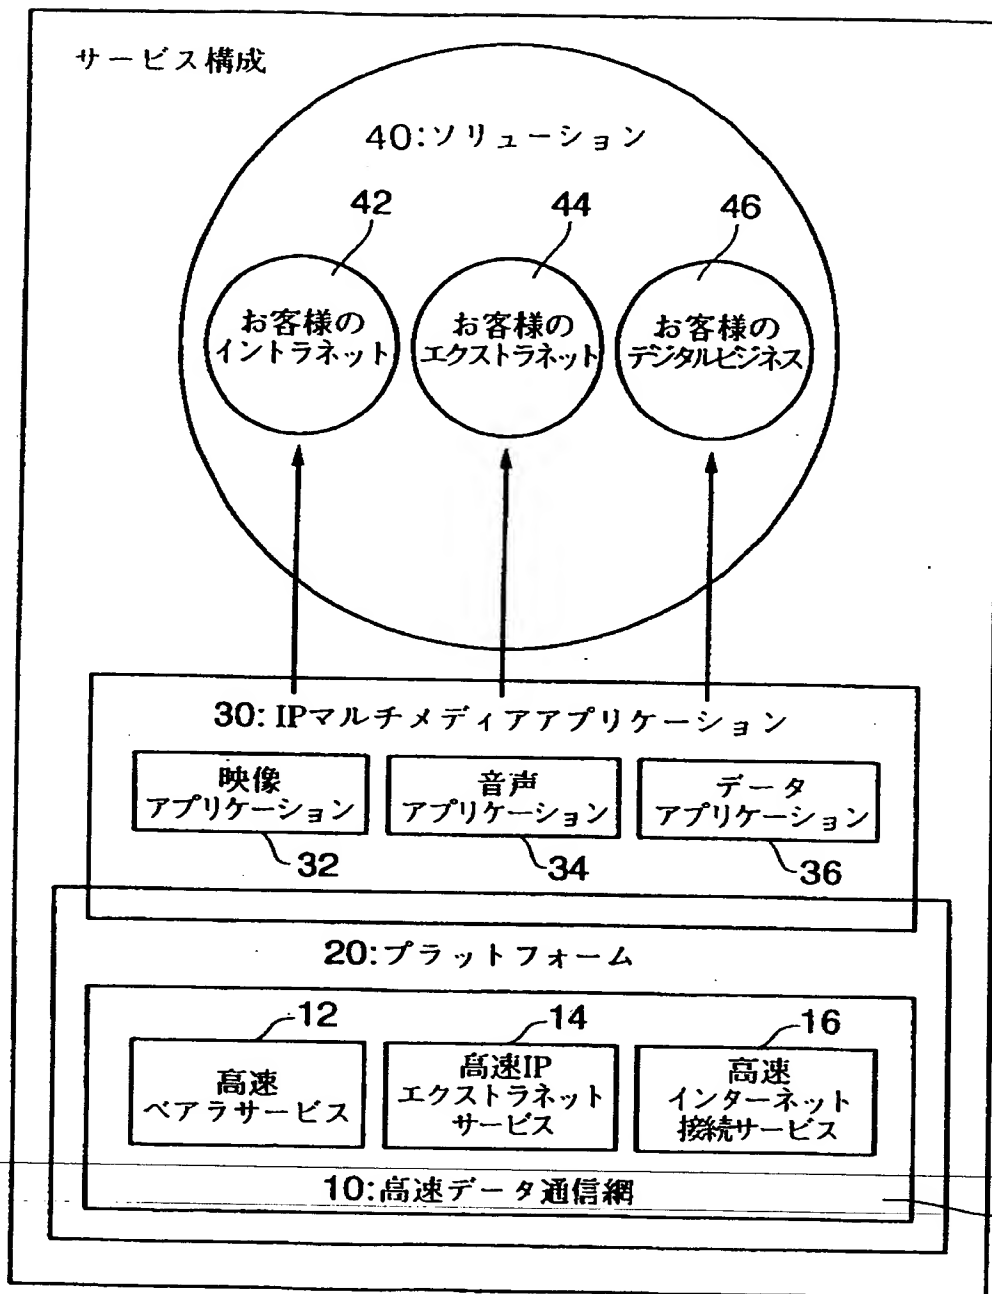 サービス構成
40:ソリューション
42
44
46
お客様の
イントラネット
お客様の
エクストラネット
お客様の
デジタルビジネス
30:IPマルチメディアアプリケーション
映像
アプリケーション
音声
アプリケーション
データ
アプリケーション
32
34
36
20:プラットフォーム
12
14
16
高速
ベアラサービス
高速IP
エクストラネット
サービス
高速
インターネット
接続サービス
10:高速データ通信網